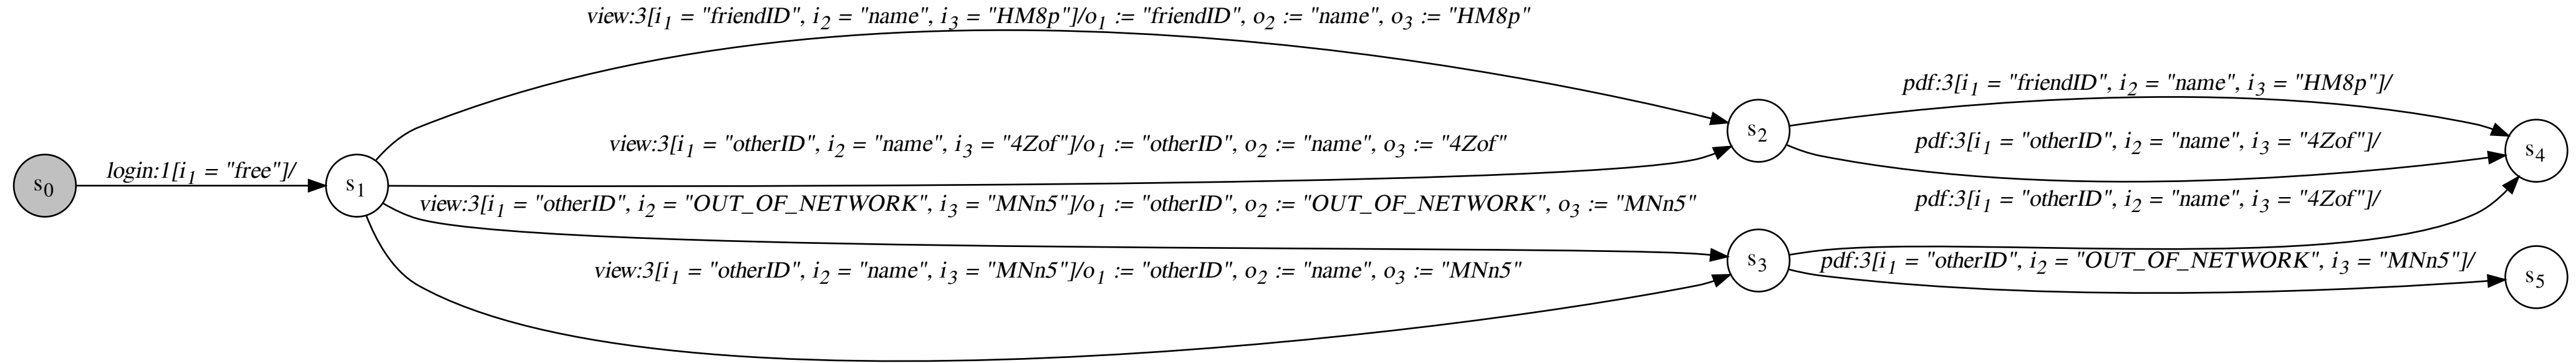 view:3[i1 = "friendID", i2 = "name", i3 = "HM8p"]/o1 := "friendID", o2 := "name", o3 := "HM8p"
pdf:3[i1 = "friendID", i2 = "name", i3 = "HM8p"]/
view:3[i1 = "otherID", i2 = "name", i3 = "4Zof"]/o1 := "otherID", o2 := "name", o3 := "4Zof"
s2
pdf:3[i1 = "otherID", i2 = "name", i3 = "4Zof"]/
s4
login:1[i1 = "free"]/
s0
s1
view:3[i1 = "otherID", i2 = "OUT_OF_NETWORK", i3 = "MNn5"]/o1 := "otherID", o2 := "OUT_OF_NETWORK", o3 := "MNn5"
pdf:3[i1 = "otherID", i2 = "name", i3 = "4Zof"]/
view:3[i1 = "otherID", i2 = "name", i3 = "MNn5"]/o1 := "otherID", o2 := "name", o3 := "MNn5"
s3
pdf:3[i1 = "otherID", i2 = "OUT_OF_NETWORK", i3 = "MNn5"]/
s5